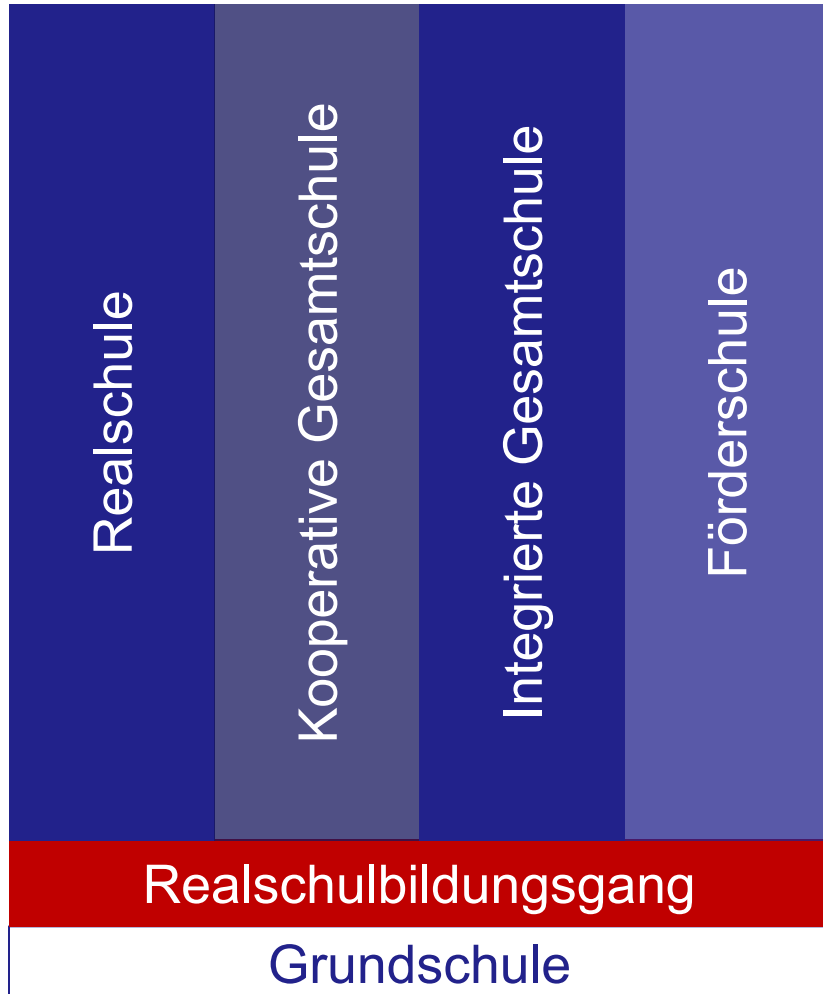 Realschule
Kooperative Gesamtschule
Integrierte Gesamtschule
Förderschule
Realschulbildungsgang
Grundschule